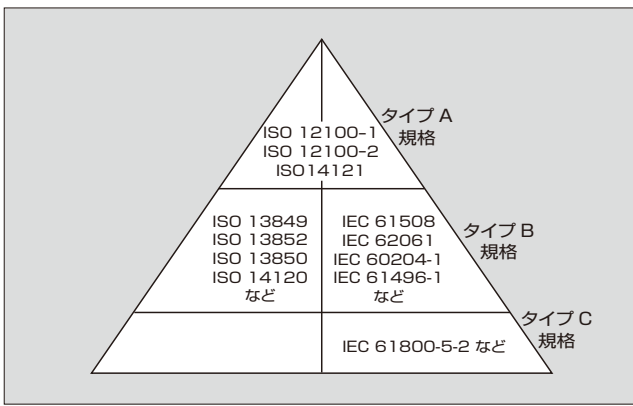 ISO 12100-1
ISO 12100-2
ISO14121
タイプ A
規格
ISO 13849
ISO 13852
ISO 13850
ISO 14120
など
IEC 61508
IEC 62061
IEC 60204-1
IEC 61496-1
など
タイプ B
規格
IEC 61800-5-2 など
タイプ C
規格